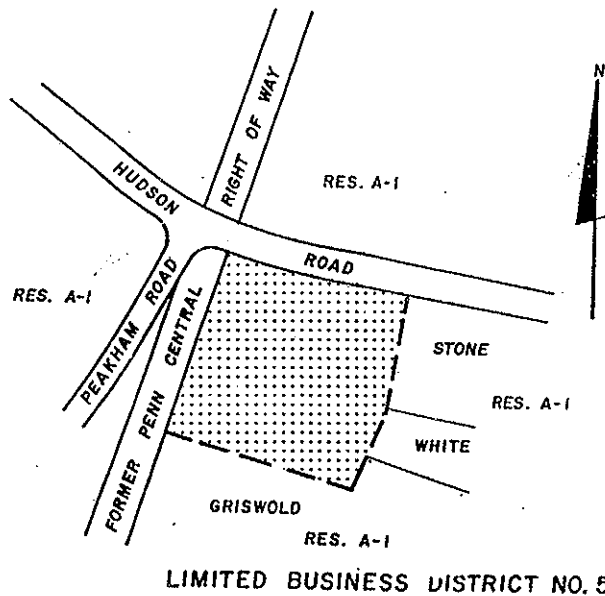 N
HUDSON
RIGHT OF WAY
RES. A-1
ROAD
RES. A-1
PEAKHAM ROAD
FORMER PENN CENTRAL
STONE
RES. A-1
WHITE
GRISWOLD
RES. A-1
LIMITED BUSINESS DISTRICT NO. 5